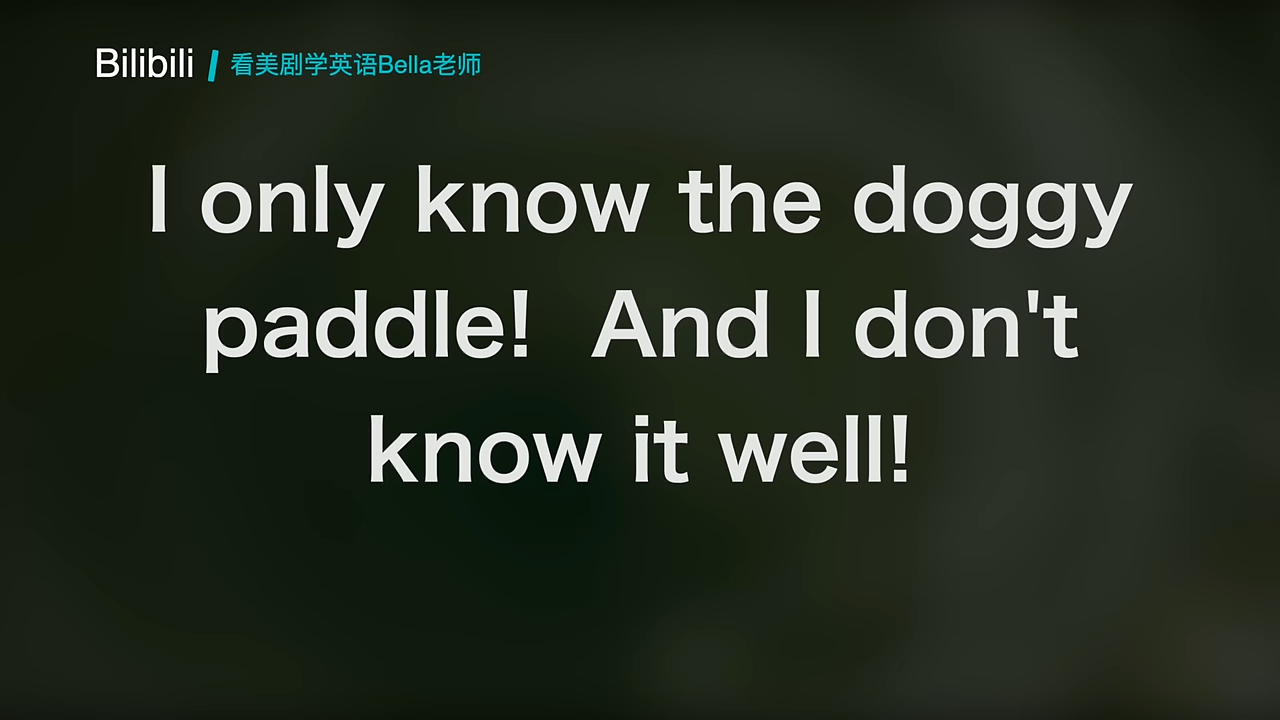 Bilibili / 看美剧学英语Bella老师
I only know the doggy
paddle! And I don't
know it well!